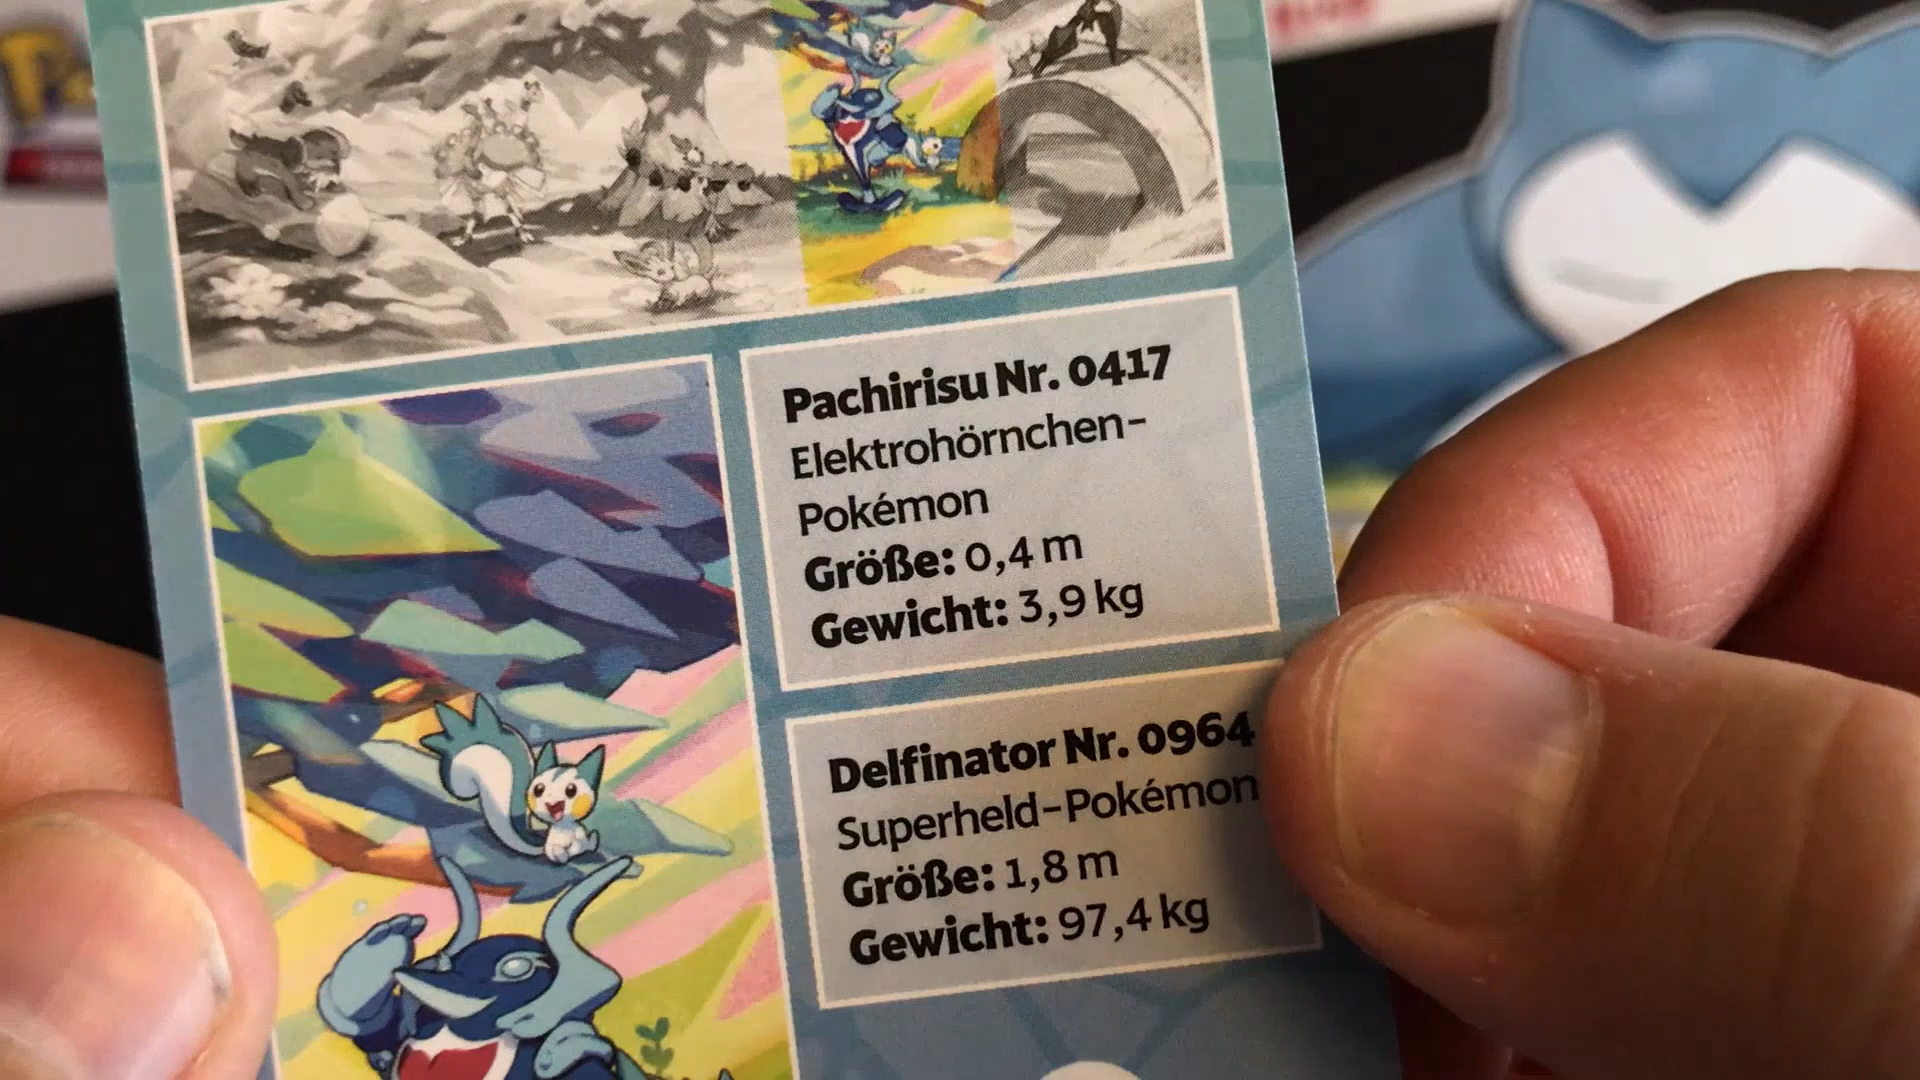 Pachirisu Nr. 0417
Elektrohörnchen-
Pokémon
Größe: 0,4 m
Gewicht: 3,9 kg
Delfinator Nr. 0964
Superheld-Pokémon
Größe: 1,8 m
Gewicht: 97,4 kg